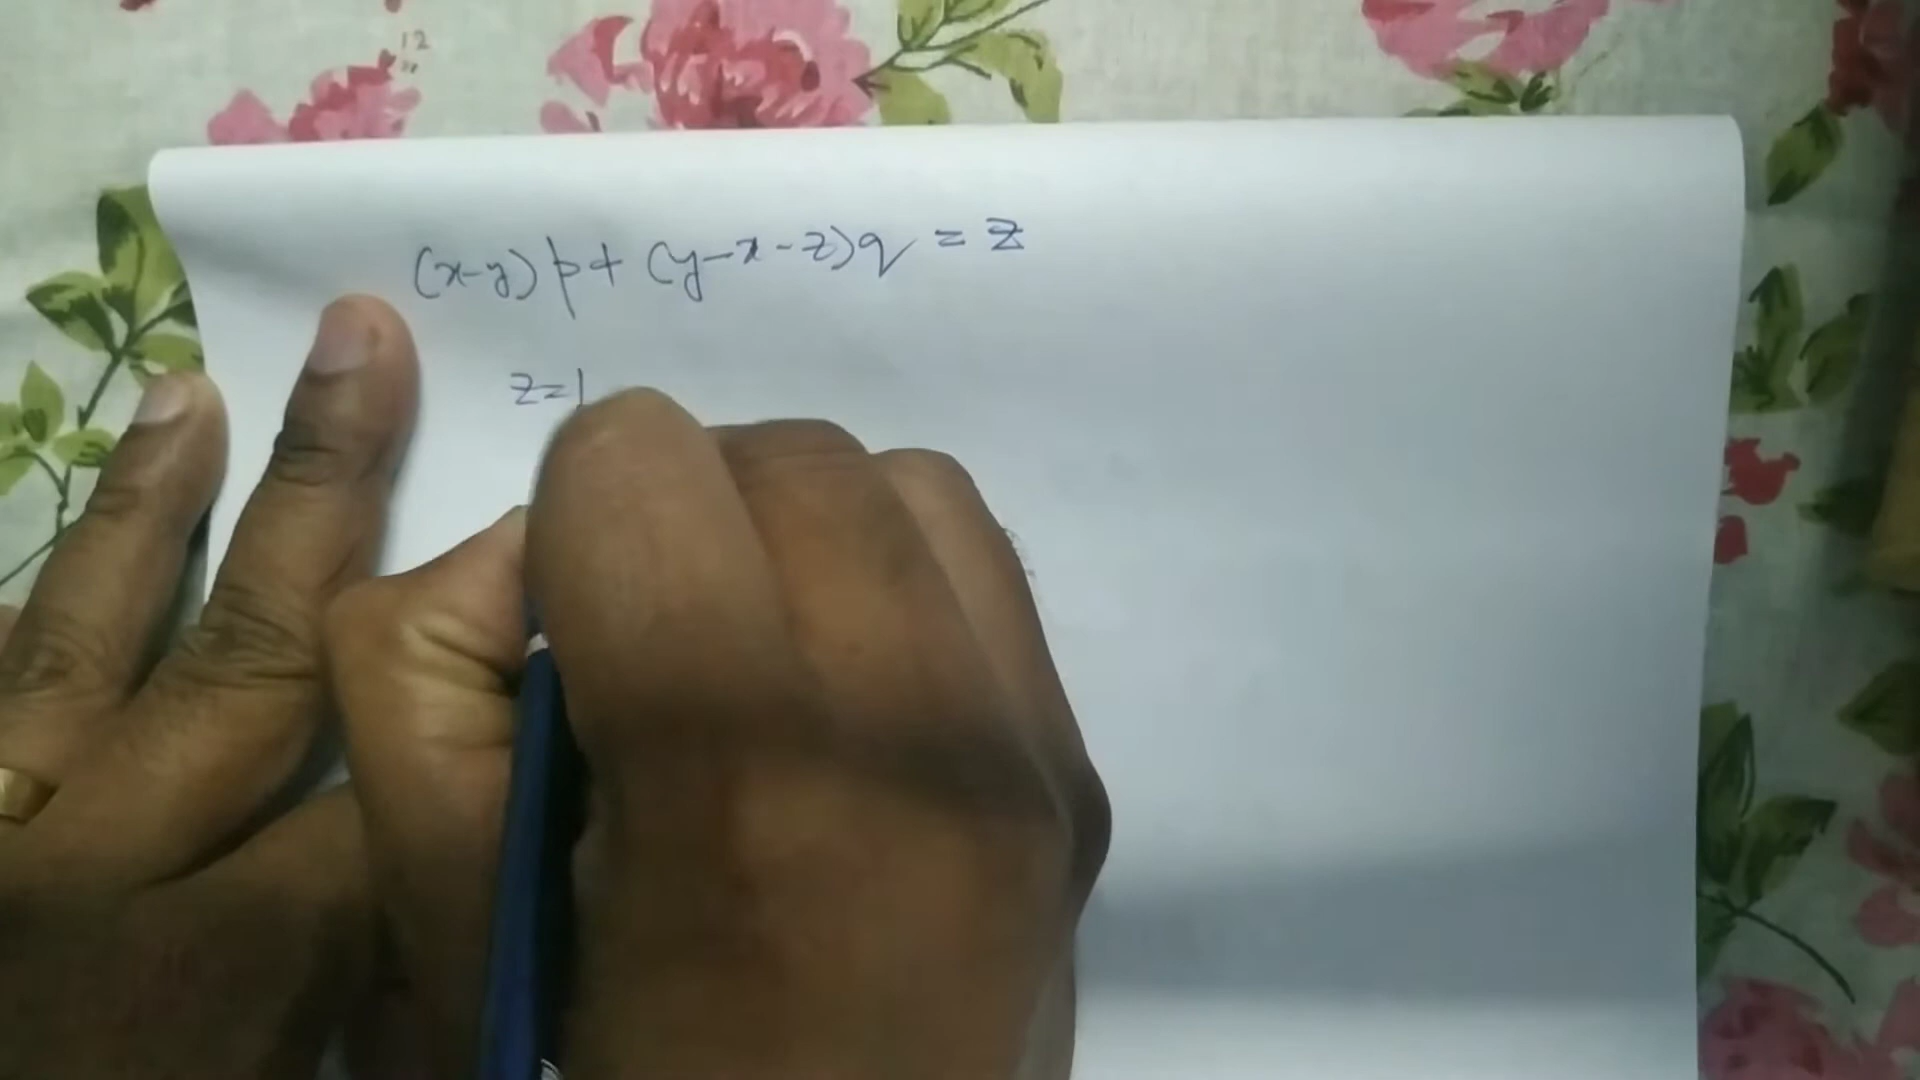 (x-y)p+(y-x-z)q = z
z=1